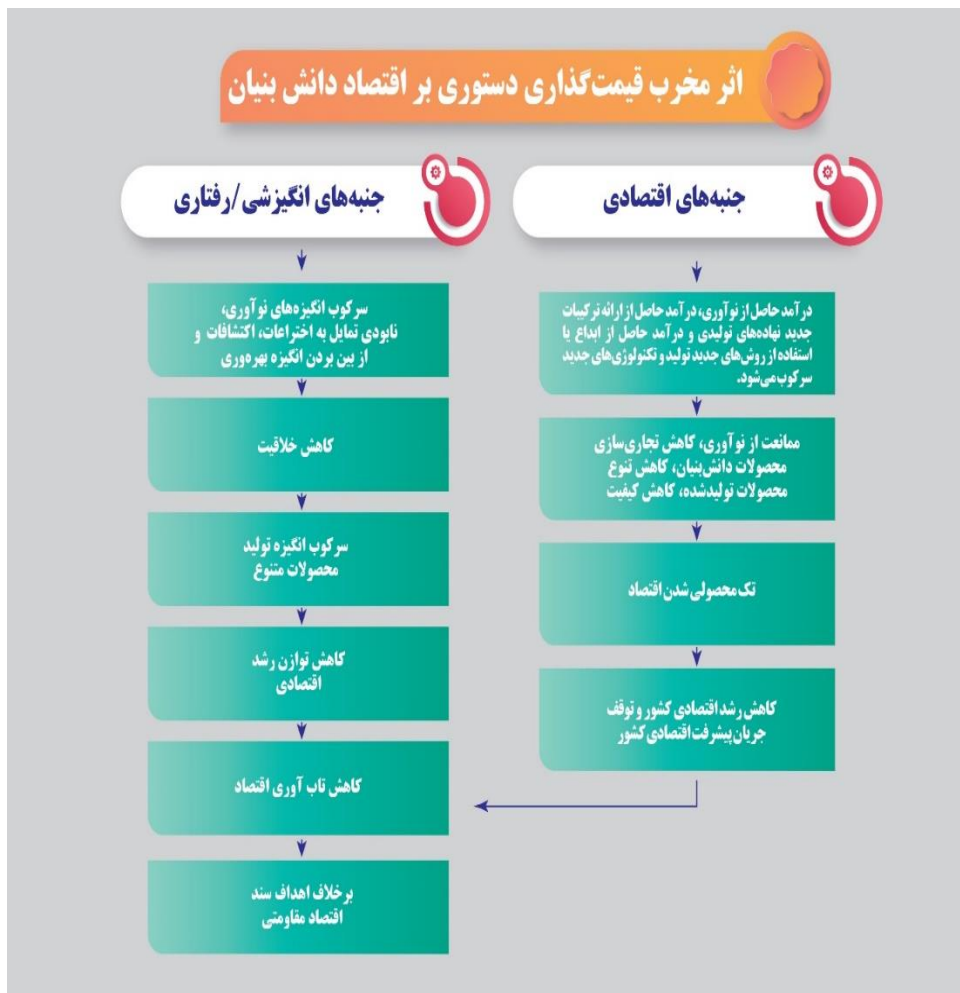 اثر مخرب قیمت‌گذاری دستوری بر اقتصاد دانش بنیان
جنبه‌های اقتصادی
درآمد حاصل از نوآوری، درآمد حاصل از ارائه ترکیبات
جدید نهاده‌های تولیدی و درآمد حاصل از ابداع یا
استفاده از روش‌های جدید تولید و تکنولوژی‌های جدید
سرکوب می‌شود.
ممانعت از نوآوری، کاهش تجاری‌سازی
محصولات دانش‌بنیان، کاهش تنوع
محصولات تولیدشده، کاهش کیفیت
تک محصولی شدن اقتصاد
کاهش رشد اقتصادی کشور و توقف
جریان پیشرفت اقتصادی کشور
جنبه‌های انگیزشی/رفتاری
سرکوب انگیزه‌های نوآوری،
نابودی تمایل به اختراعات، اکتشافات و
از بین بردن انگیزه بهره‌وری
کاهش خلاقیت
سرکوب انگیزه تولید
محصولات متنوع
کاهش توازن رشد
اقتصادی
کاهش تاب آوری اقتصاد
برخلاف اهداف سند
اقتصاد مقاومتی